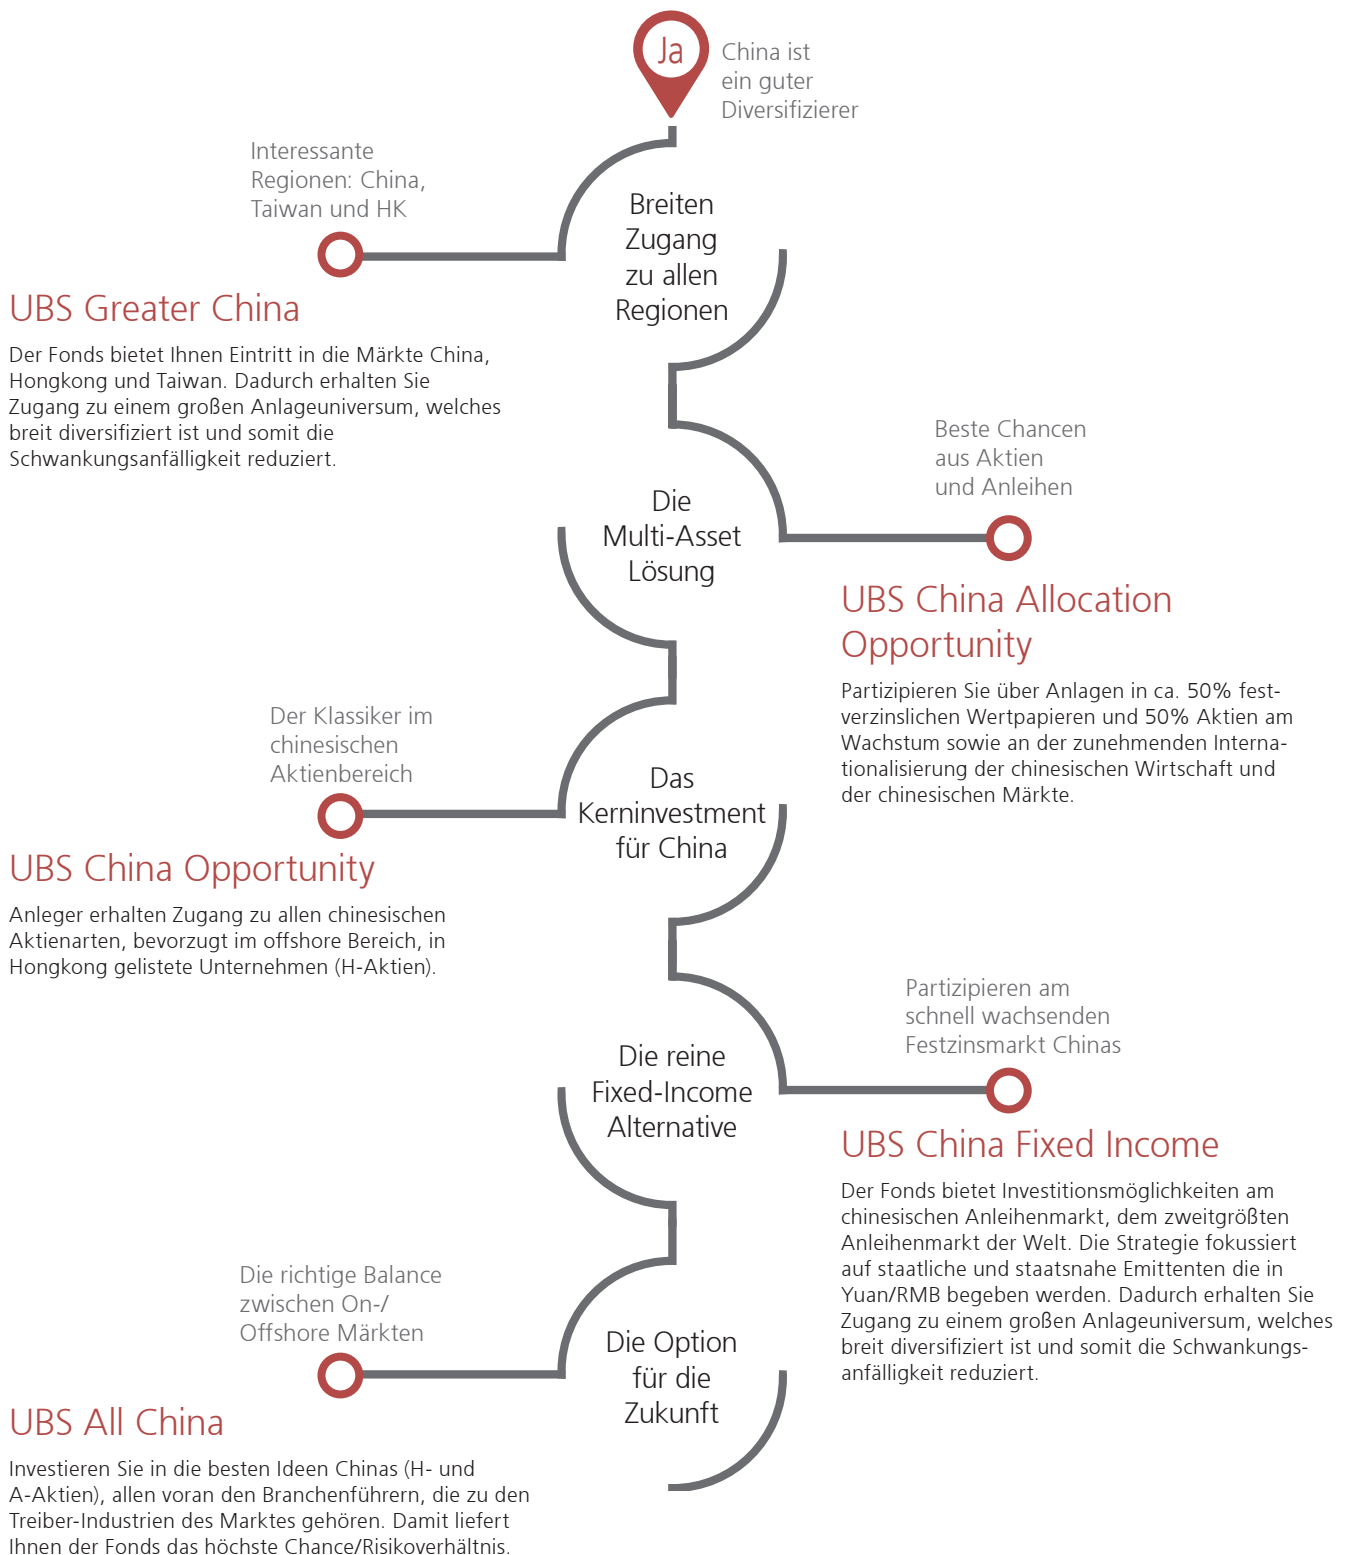 Ja
China ist
ein guter
Diversifizierer
Interessante
Regionen: China,
Taiwan und HK
Breiten
Zugang
zu allen
Regionen
UBS Greater China
Der Fonds bietet Ihnen Eintritt in die Märkte China,
Hongkong und Taiwan. Dadurch erhalten Sie
Zugang zu einem großen Anlageuniversum, welches
breit diversifiziert ist und somit die
Schwankungsanfälligkeit reduziert.
Beste Chancen
aus Aktien
und Anleihen
Die
Multi-Asset
Lösung
UBS China Allocation
Opportunity
Partizipieren Sie über Anlagen in ca. 50% fest-
verzinslichen Wertpapieren und 50% Aktien am
Wachstum sowie an der zunehmenden Interna-
tionalisierung der chinesischen Wirtschaft und
der chinesischen Märkte.
Der Klassiker im
chinesischen
Aktienbereich
Das
Kerninvestment
für China
UBS China Opportunity
Anleger erhalten Zugang zu allen chinesischen
Aktienarten, bevorzugt im offshore Bereich, in
Hongkong gelistete Unternehmen (H-Aktien).
Partizipieren am
schnell wachsenden
Festzinsmarkt Chinas
Die reine
Fixed-Income
Alternative
UBS China Fixed Income
Der Fonds bietet Investitionsmöglichkeiten am
chinesischen Anleihenmarkt, dem zweitgrößten
Anleihenmarkt der Welt. Die Strategie fokussiert
auf staatliche und staatsnahe Emittenten die in
Yuan/RMB begeben werden. Dadurch erhalten Sie
Zugang zu einem großen Anlageuniversum, welches
breit diversifiziert ist und somit die Schwankungs-
anfälligkeit reduziert.
Die richtige Balance
zwischen On-/
Offshore Märkten
Die Option
für die
Zukunft
UBS All China
Investieren Sie in die besten Ideen Chinas (H- und
A-Aktien), allen voran den Branchenführern, die zu den
Treiber-Industrien des Marktes gehören. Damit liefert
Ihnen der Fonds das höchste Chance/Risikoverhältnis.